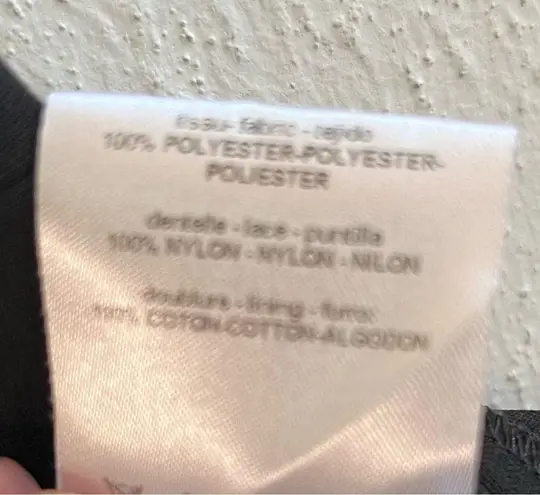 tissu - fabric - tejido
100% POLYESTER-POLYESTER-
POLIESTER
dentelle - lace - puntilla
100% NYLON - NYLON - NILON
doublure - lining - forro:
100% COTON-COTTON-ALGODON